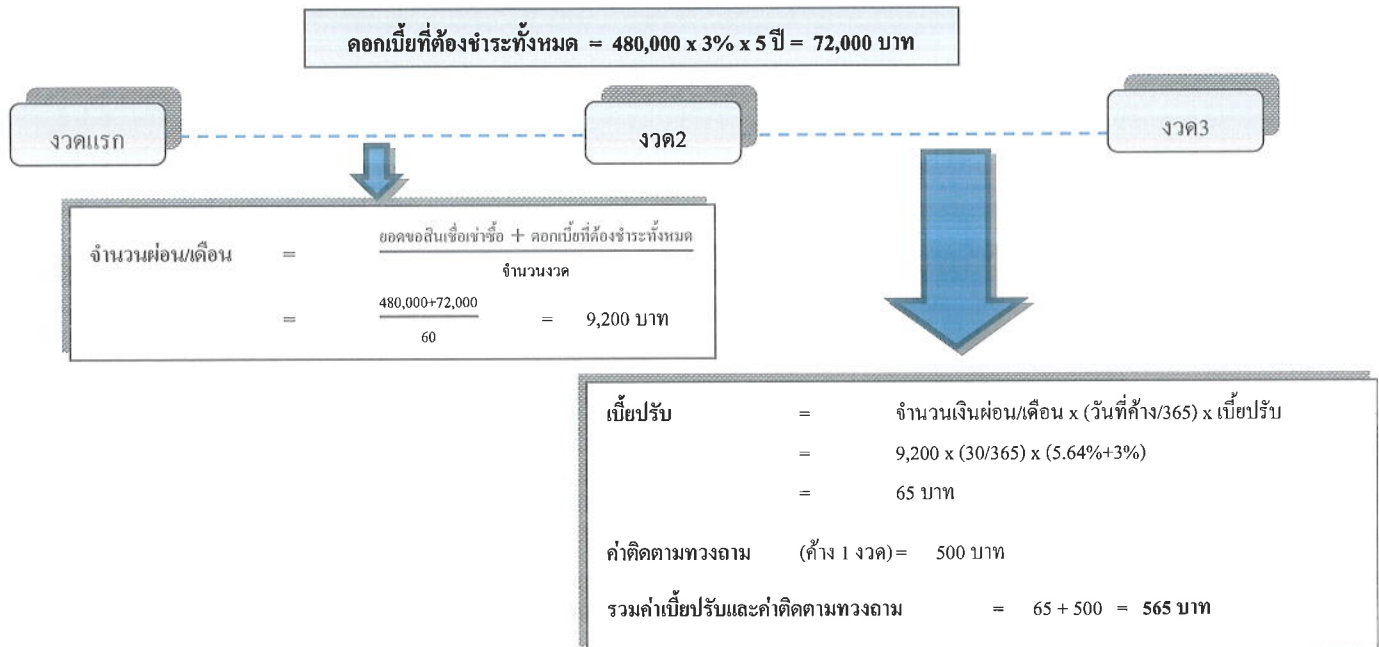 ดอกเบี้ยที่ต้องชำระทั้งหมด = 480,000 x 3% x 5 ปี = 72,000 บาท
งวดแรก
งวด2
งวด3
ยอดขอสินเชื่อเช่าซื้อ + ดอกเบี้ยที่ต้องชำระทั้งหมด
จำนวนผ่อน/เดือน =
จำนวนงวด
480,000+72,000
= = 9,200 บาท
60
เบี้ยปรับ = จำนวนเงินผ่อน/เดือน x (วันที่ค้าง/365) x เบี้ยปรับ
= 9,200 x (30/365) x (5.64%+3%)
= 65 บาท
ค่าติดตามทวงถาม (ค้าง 1 งวด) = 500 บาท
รวมค่าเบี้ยปรับและค่าติดตามทวงถาม = 65 + 500 = 565 บาท